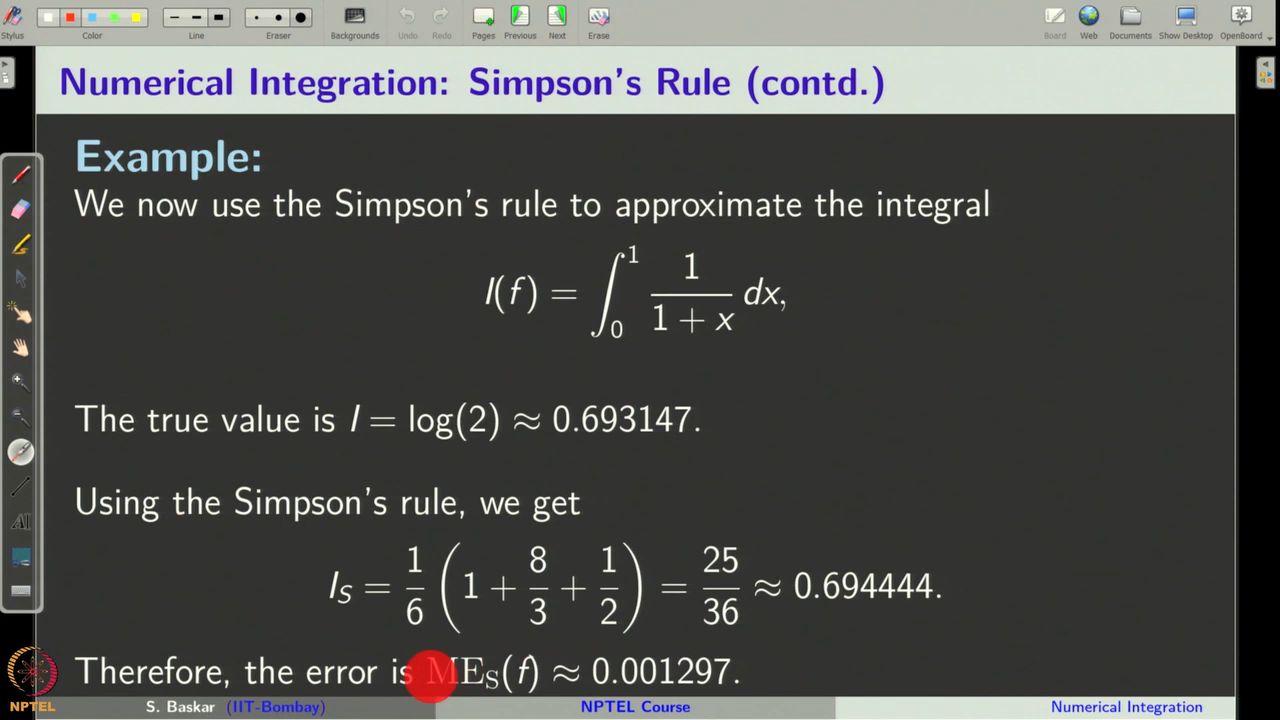 Stylus Color Line Eraser Backgrounds Undo Redo Pages Previous Next Erase Board Web Documents Show Desktop OpenBoard
Numerical Integration: Simpson's Rule (contd.)
Example:
We now use the Simpson's rule to approximate the integral
I(f) = ∫₀¹ 1/(1 + x) dx,
The true value is I = log(2) ≈ 0.693147.
Using the Simpson's rule, we get
I_S = 1/6 (1 + 8/3 + 1/2) = 25/36 ≈ 0.694444.
Therefore, the error is ME_S(f) ≈ 0.001297.
NPTEL
S. Baskar (IIT-Bombay) NPTEL Course Numerical Integration